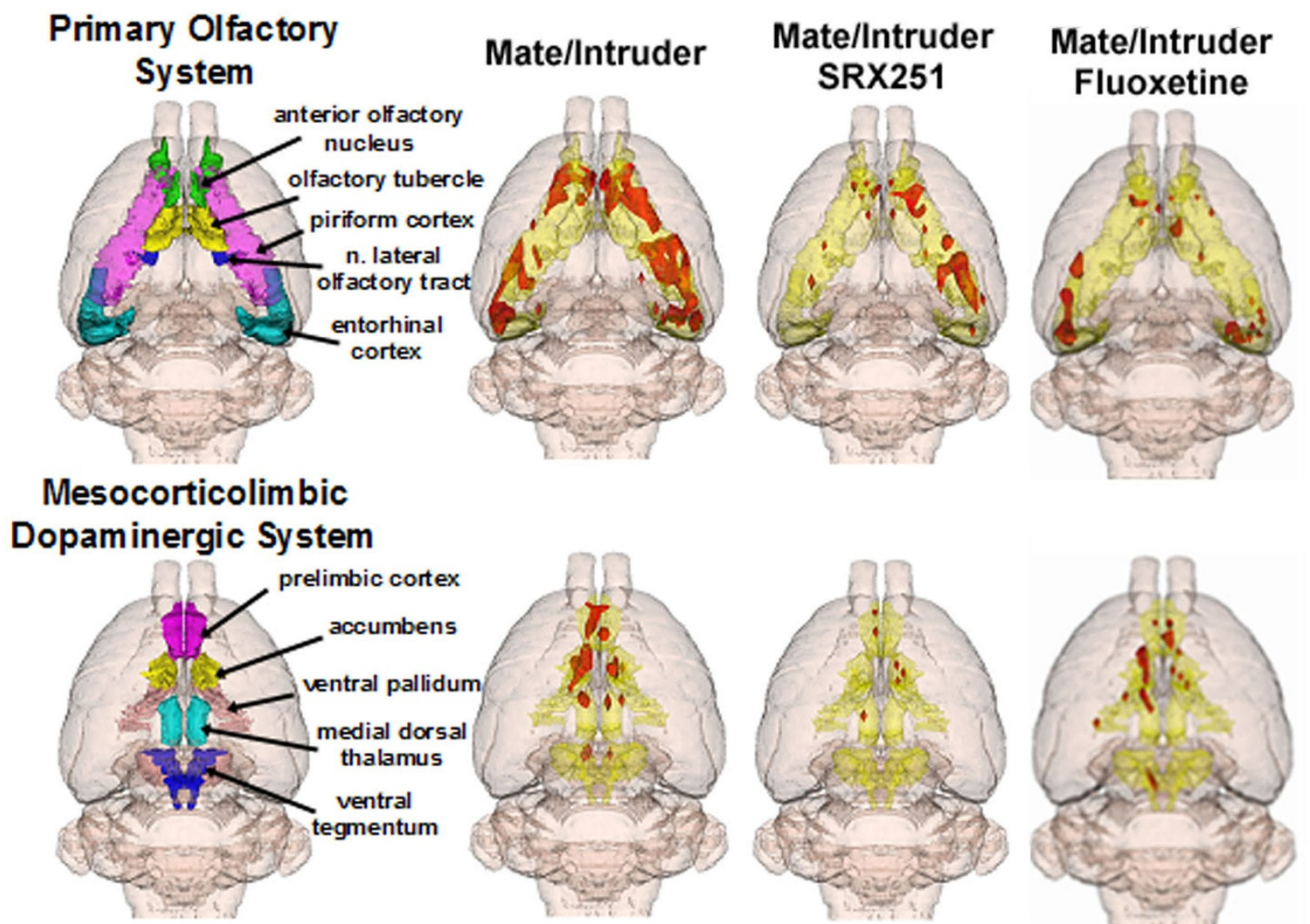 Primary Olfactory
System
anterior olfactory
nucleus
olfactory tubercle
piriform cortex
n. lateral
olfactory tract
entorhinal
cortex
Mate/Intruder
Mate/Intruder
SRX251
Mate/Intruder
Fluoxetine
Mesocorticolimbic
Dopaminergic System
prelimbic cortex
accumbens
ventral pallidum
medial dorsal
thalamus
ventral
tegmentum